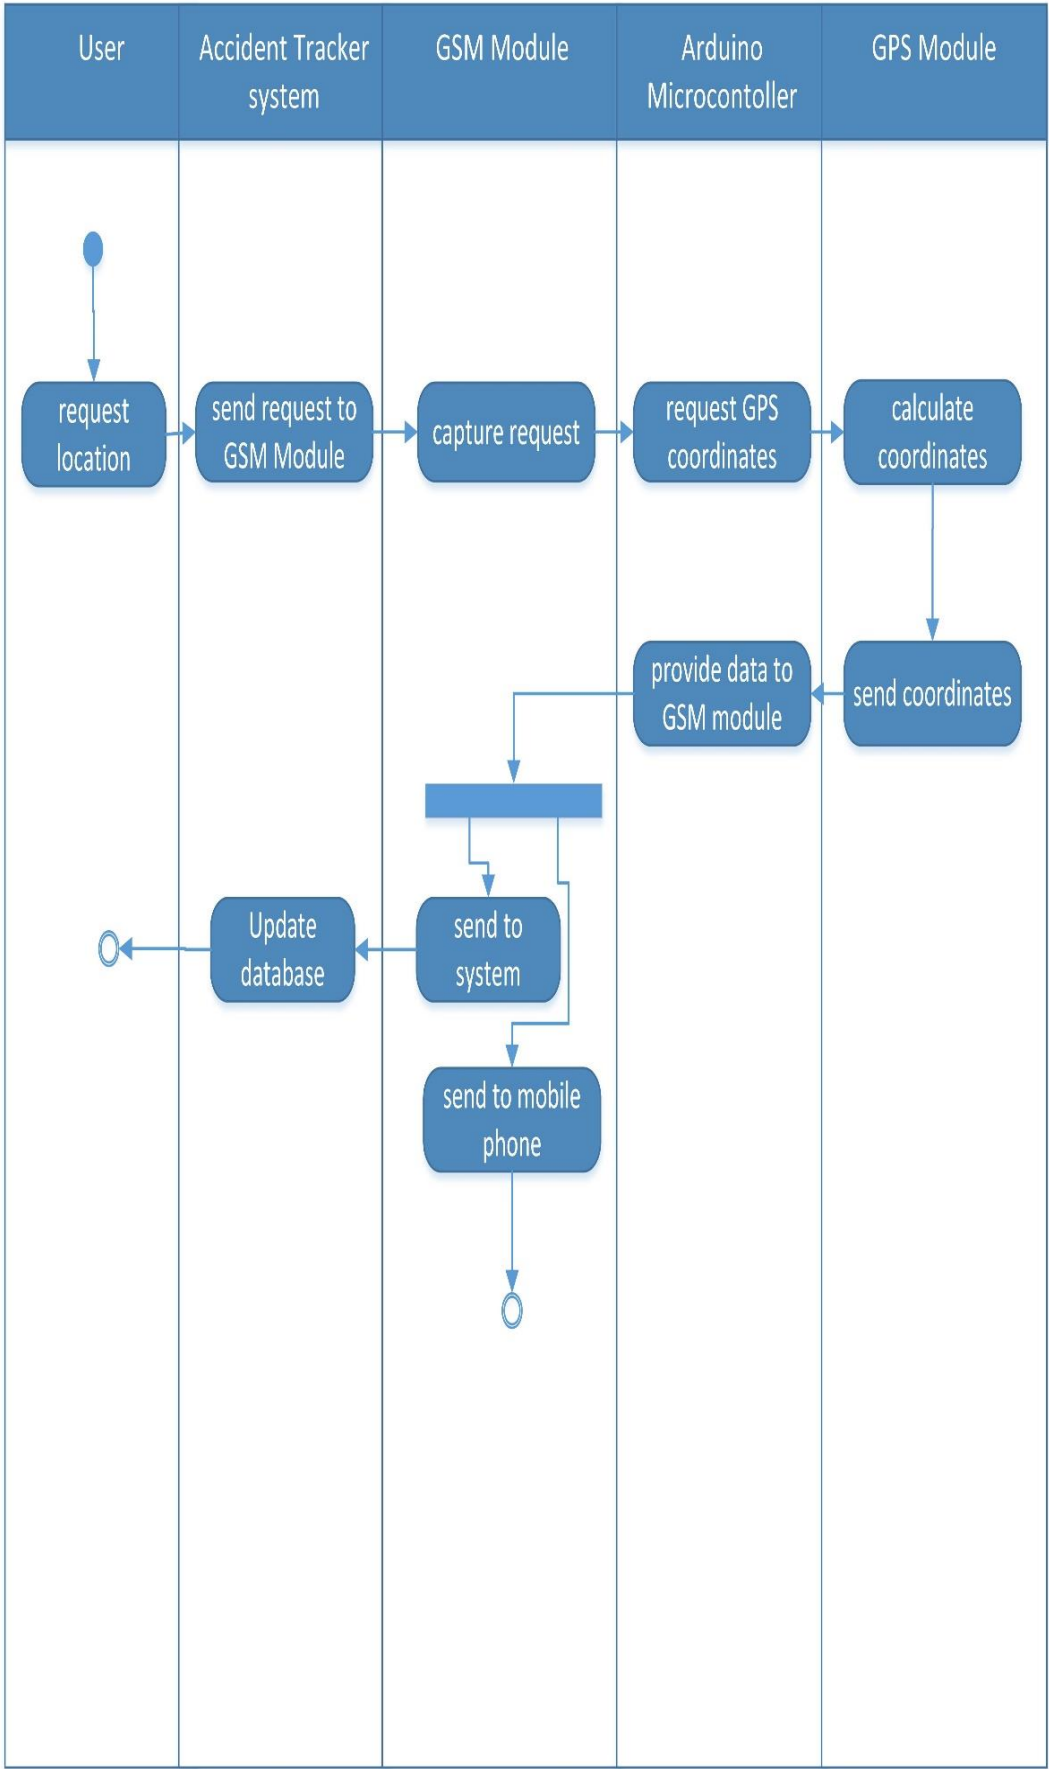 User
Accident Tracker
system
GSM Module
Arduino
Microcontoller
GPS Module
request
location
send request to
GSM Module
capture request
request GPS
coordinates
calculate
coordinates
provide data to
GSM module
send coordinates
Update
database
send to
system
send to mobile
phone